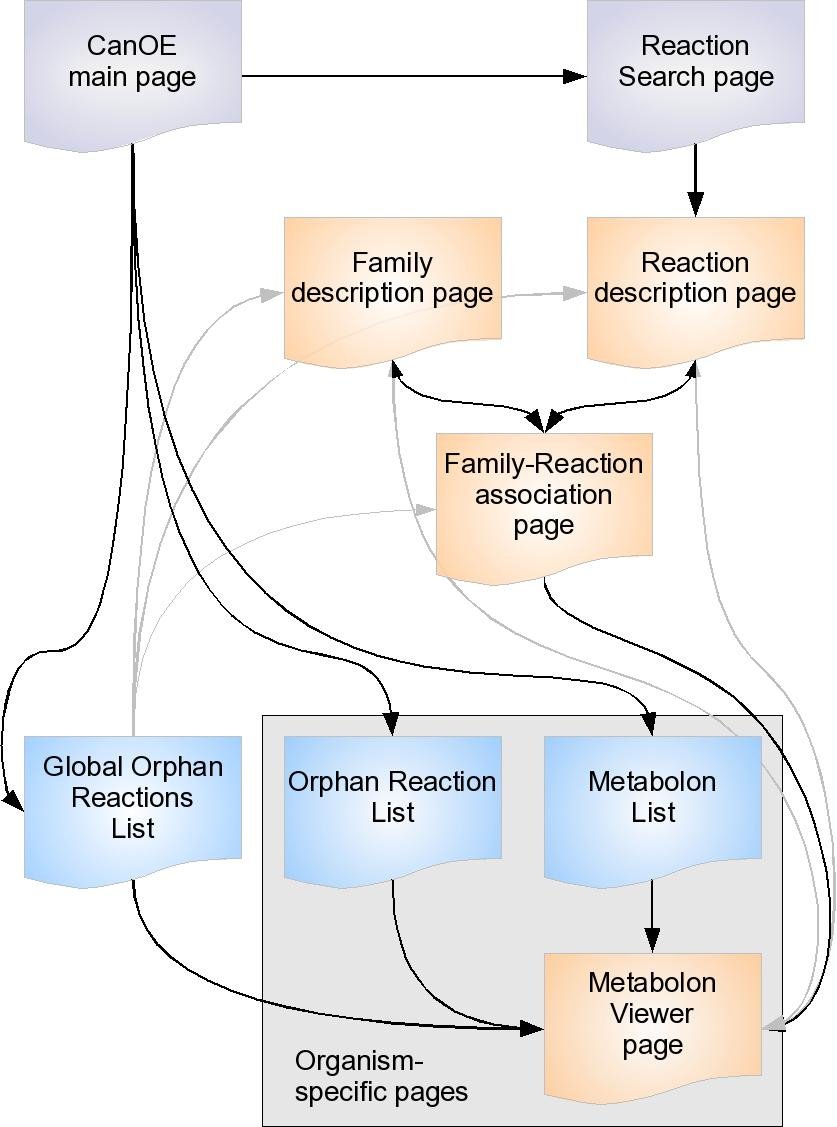 CanOE
main page
Reaction
Search page
Family
description page
Reaction
description page
Family-Reaction
association
page
Global Orphan
Reactions
List
Orphan Reaction
List
Metabolon
List
Metabolon
Viewer
page
Organism-
specific pages